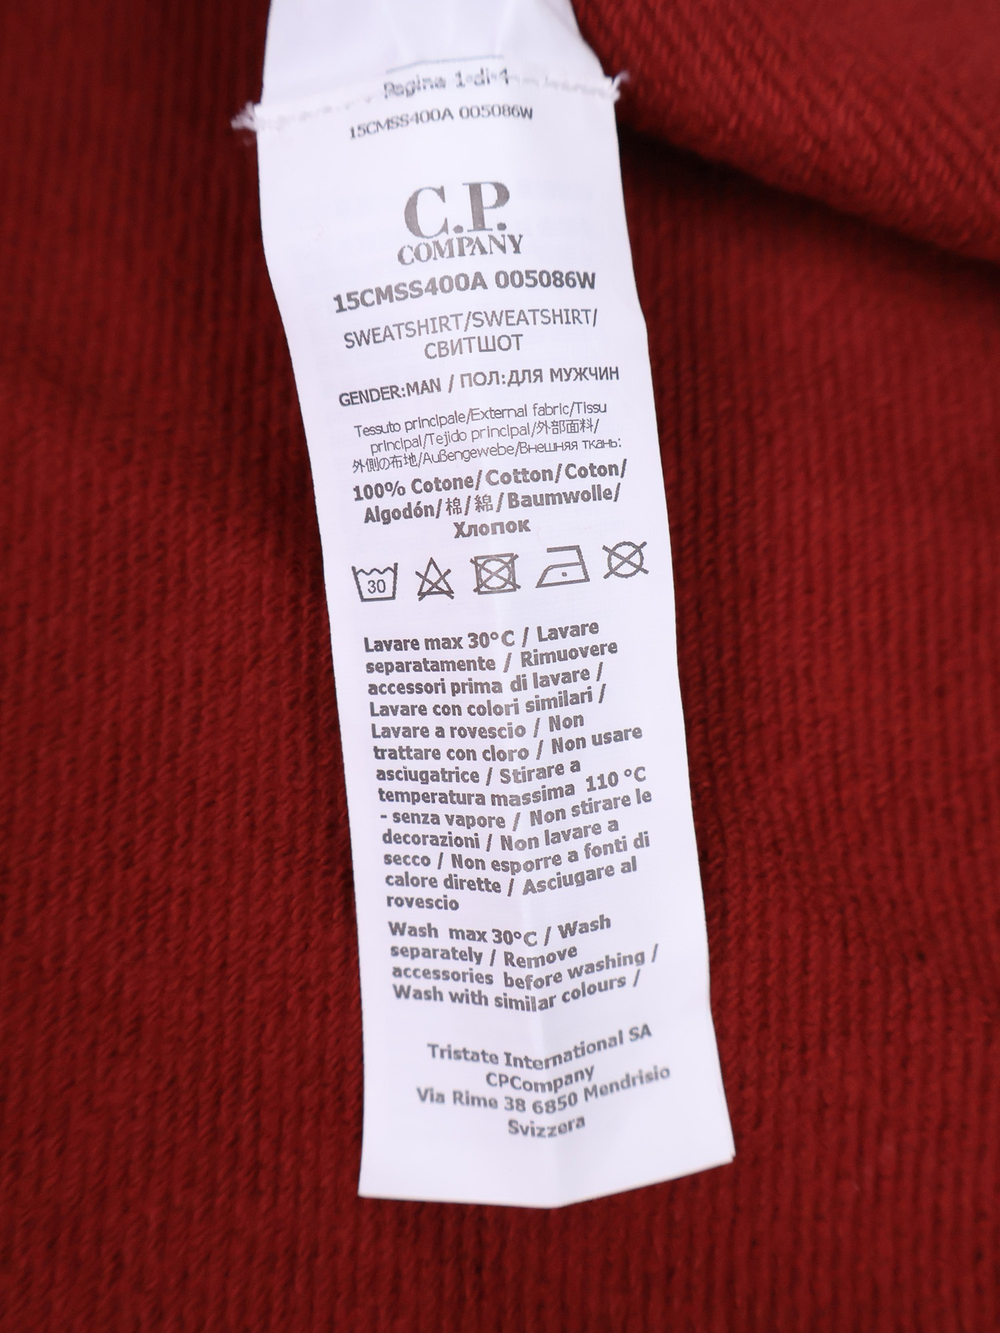 Pagina 1 di 4
15CMSS400A 005086W
C.P.
COMPANY
15CMSS400A 005086W
SWEATSHIRT/SWEATSHIRT/
СВИТШОТ
GENDER:MAN / ПОЛ:ДЛЯ МУЖЧИН
Tessuto principale/External fabric/Tissu
principal/Tejido principal/外部面料/
外側の布地/Außengewebe/Внешняя ткань:
100% Cotone/Cotton/Coton/
Algodón/棉/綿/Baumwolle/
Хлопок
30
Lavare max 30°C / Lavare
separatamente / Rimuovere
accessori prima di lavare /
Lavare con colori similari /
Lavare a rovescio / Non
trattare con cloro / Non usare
asciugatrice / Stirare a
temperatura massima 110 °C
- senza vapore / Non stirare le
decorazioni / Non lavare a
secco / Non esporre a fonti di
calore dirette / Asciugare al
rovescio
Wash max 30°C / Wash
separately / Remove
accessories before washing /
Wash with similar colours /
Tristate International SA
CPCompany
Via Rime 38 6850 Mendrisio
Svizzera